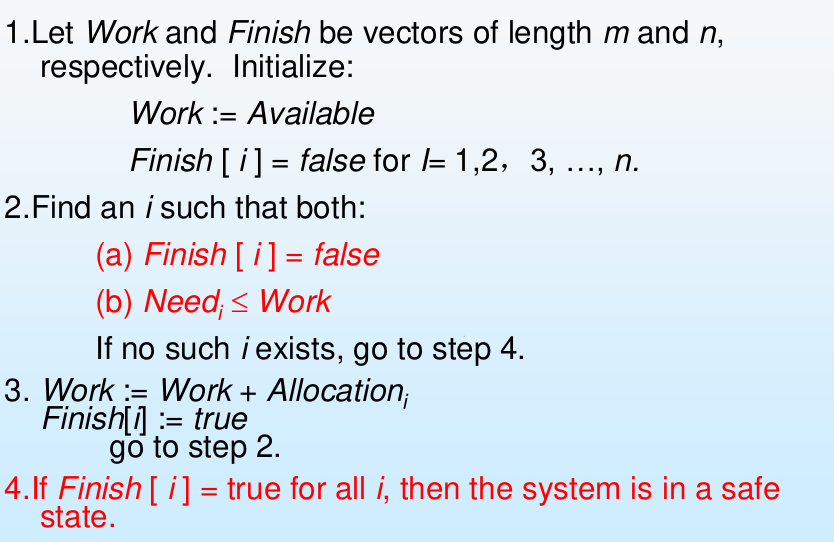 1.Let Work and Finish be vectors of length m and n,
respectively. Initialize:
Work := Available
Finish [ i ] = false for I= 1,2， 3, …, n.
2.Find an i such that both:
(a) Finish [ i ] = false
(b) Needi ≤ Work
If no such i exists, go to step 4.
3. Work := Work + Allocationi
Finish[i] := true
go to step 2.
4.If Finish [ i ] = true for all i, then the system is in a safe
state.